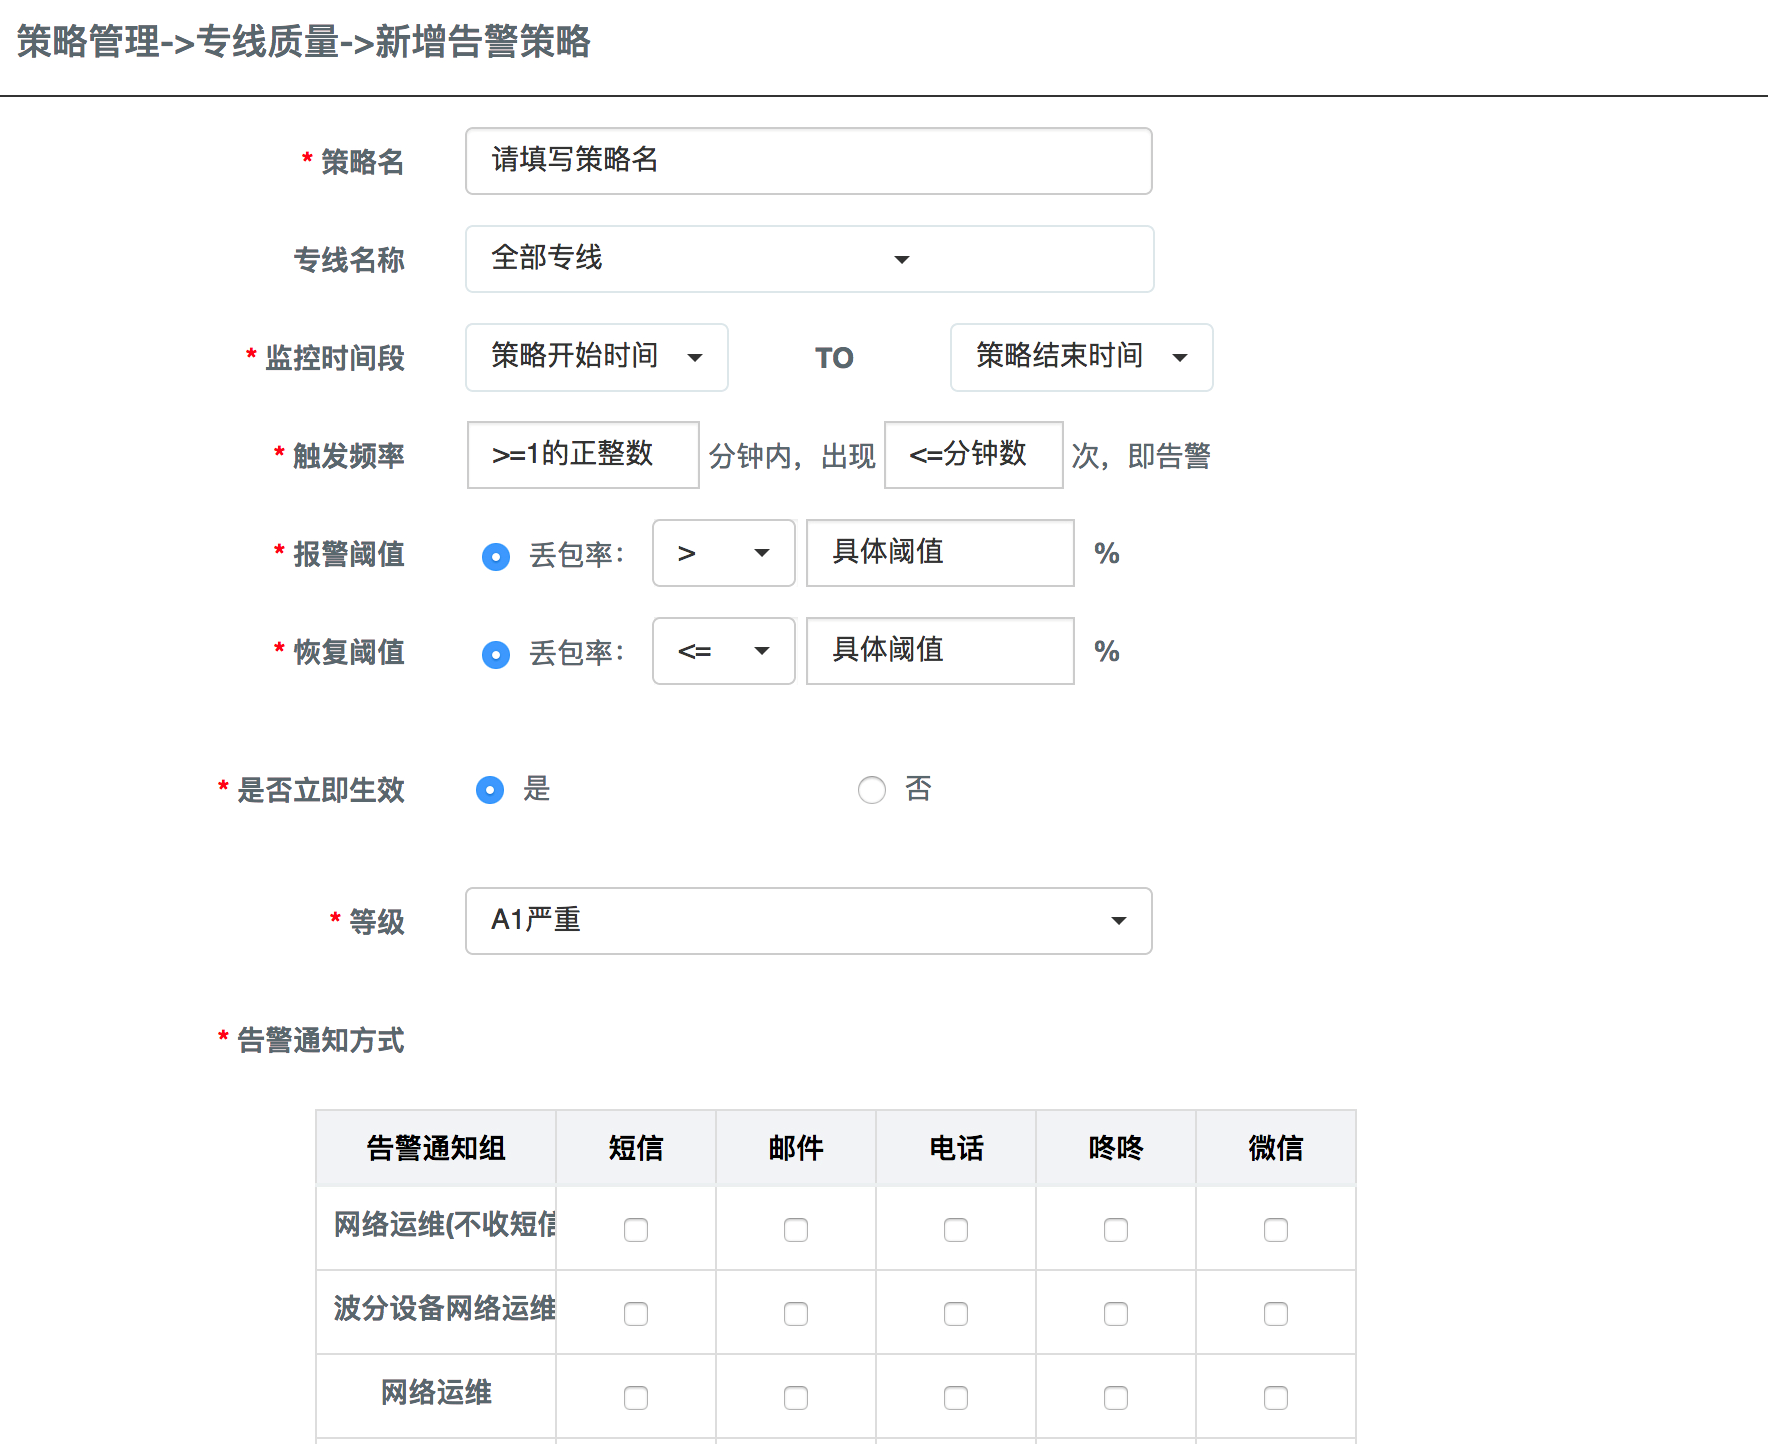 策略管理->专线质量->新增告警策略
* 策略名 请填写策略名
专线名称 全部专线
* 监控时间段 策略开始时间 TO 策略结束时间
* 触发频率 >=1的正整数 分钟内，出现 <=分钟数 次，即告警
* 报警阈值 丢包率： > 具体阈值 %
* 恢复阈值 丢包率： <= 具体阈值 %
* 是否立即生效 是 否
* 等级 A1严重
* 告警通知方式
告警通知组 短信 邮件 电话 咚咚 微信
网络运维(不收短信
波分设备网络运维
网络运维